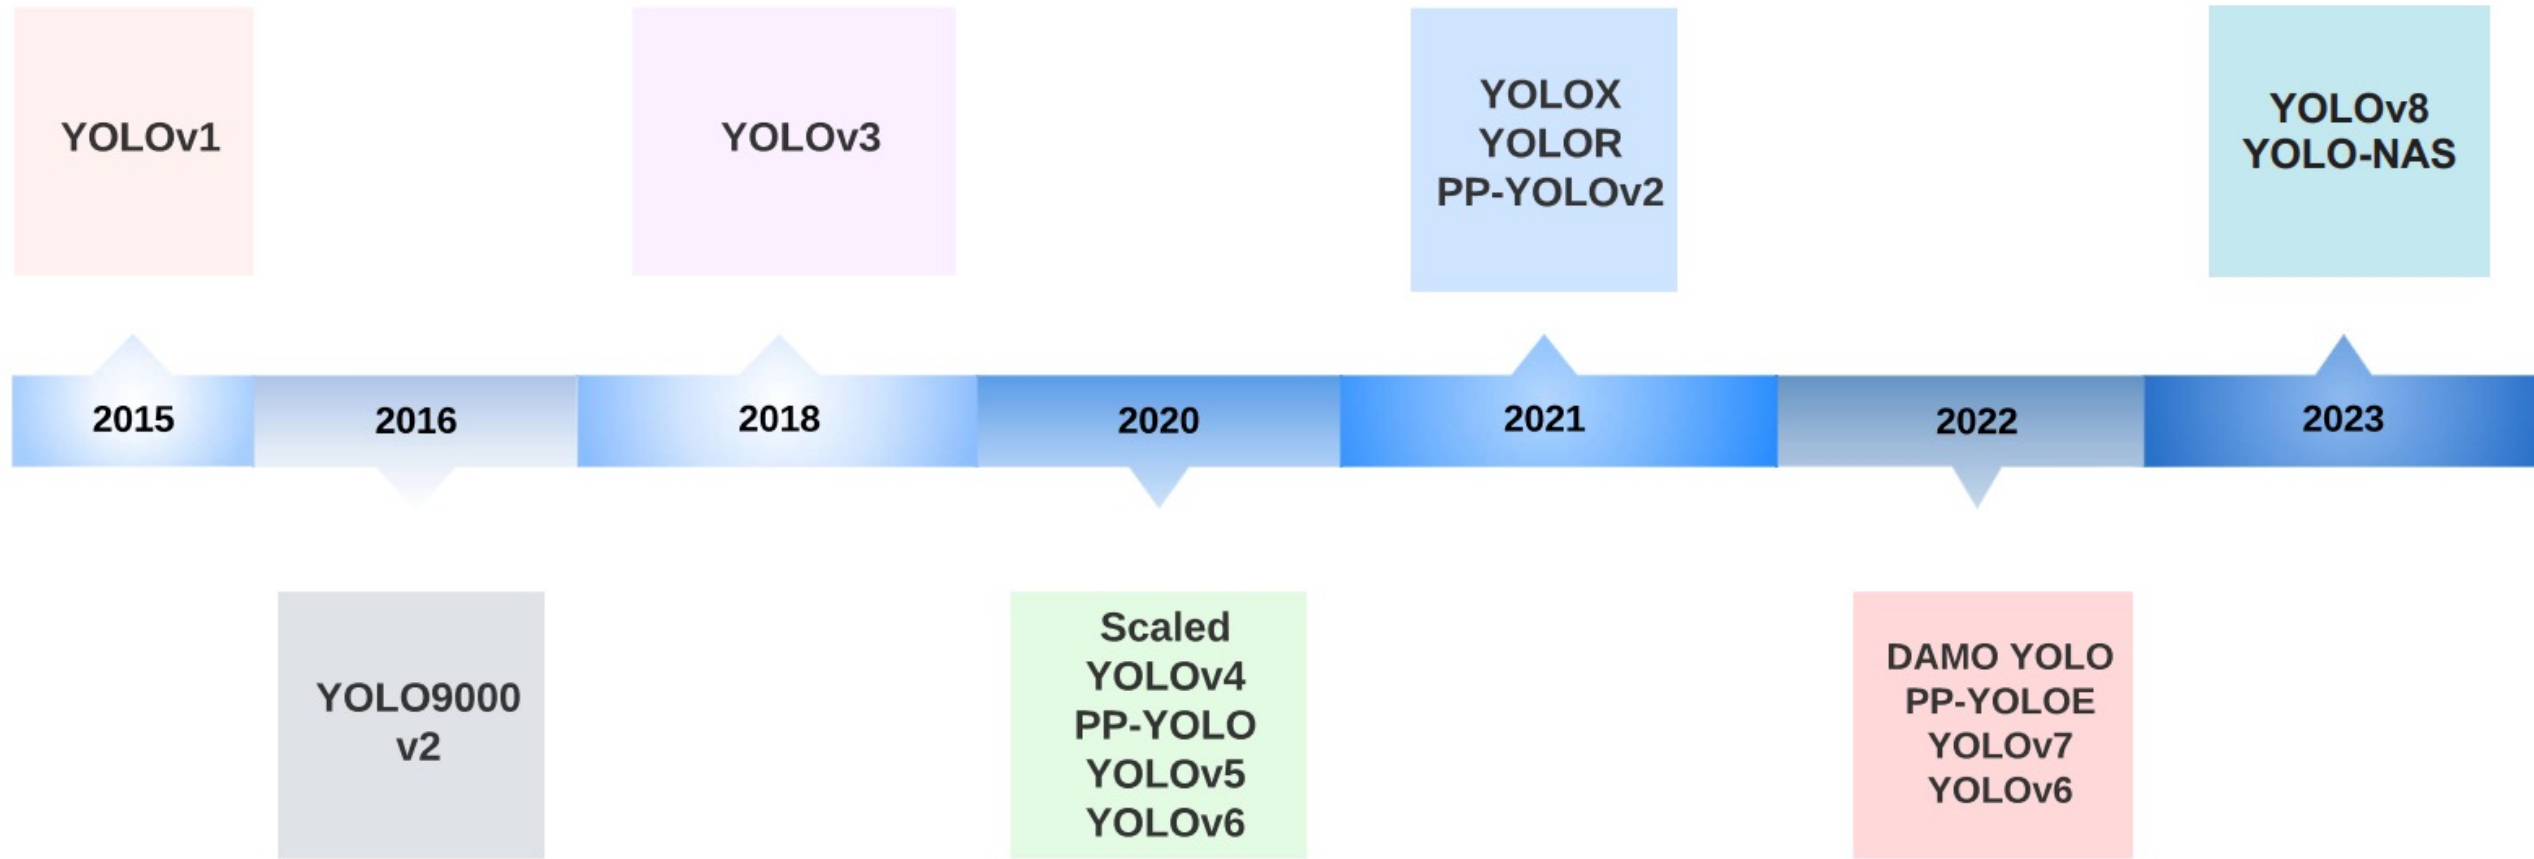 YOLOv1
YOLOv3
YOLOX
YOLOR
PP-YOLOv2
YOLOv8
YOLO-NAS
2015
2016
2018
2020
2021
2022
2023
YOLO9000
v2
Scaled
YOLOv4
PP-YOLO
YOLOv5
YOLOv6
DAMO YOLO
PP-YOLOE
YOLOv7
YOLOv6